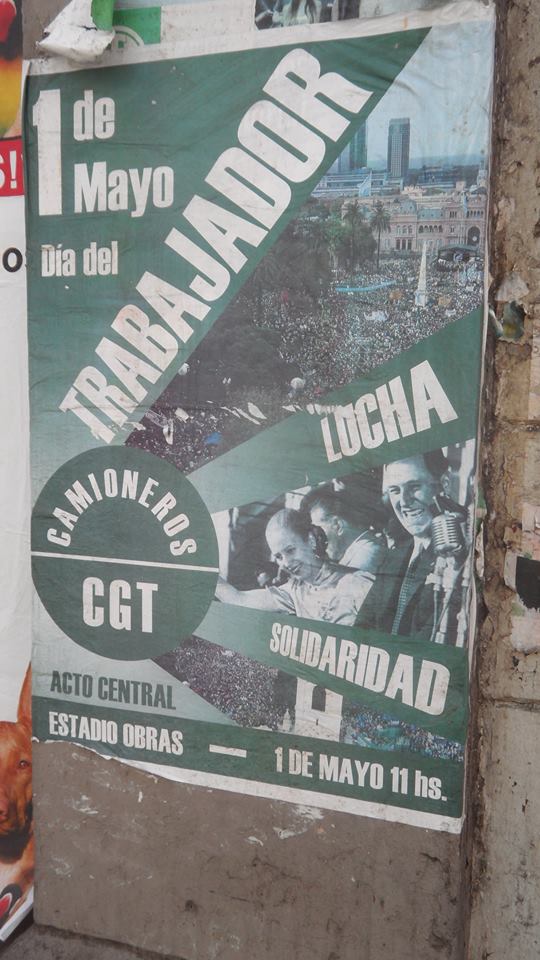 1 de
Mayo
Día del
TRABAJADOR
LUCHA
CAMIONEROS
CGT
SOLIDARIDAD
ACTO CENTRAL
ESTADIO OBRAS — 1 DE MAYO 11 hs.
S!
o